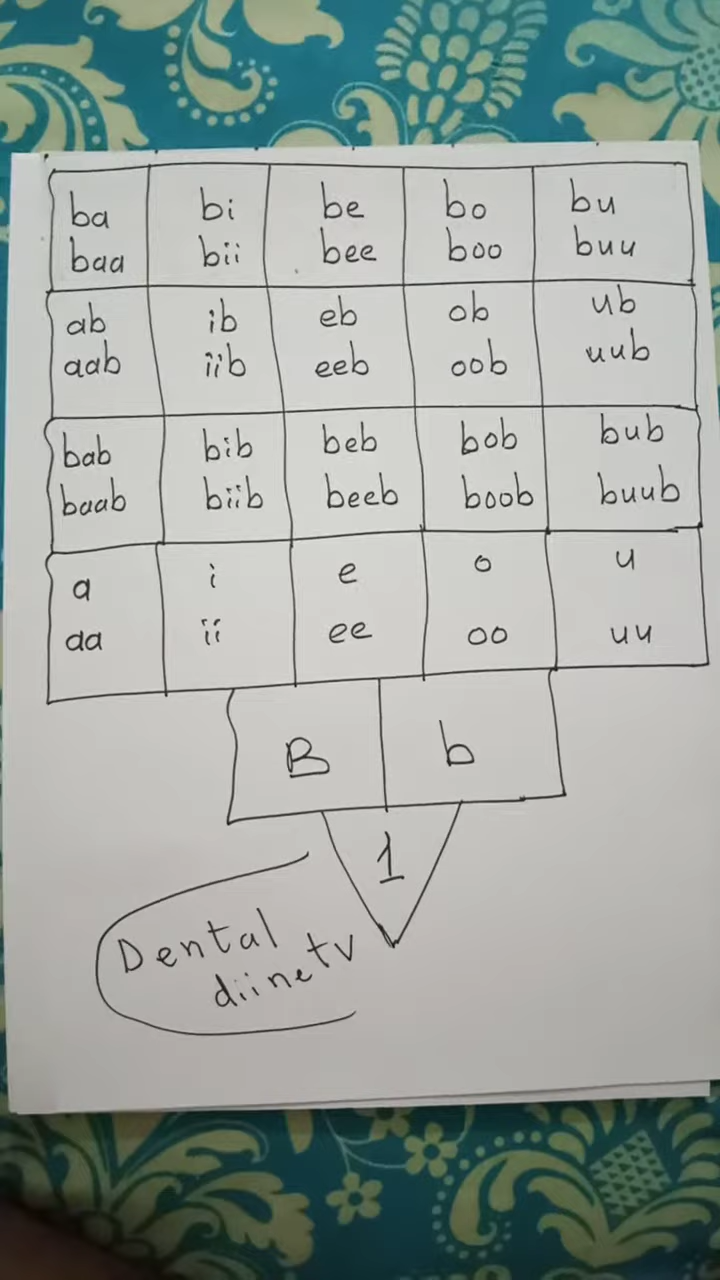 ba bi be bo bu
baa bii bee boo buu
ab ib eb ob ub
aab iib eeb oob uub
bab bib beb bob bub
baab biib beeb boob buub
a i e o u
aa ii ee oo uu
B b
1
Dental
diinetv